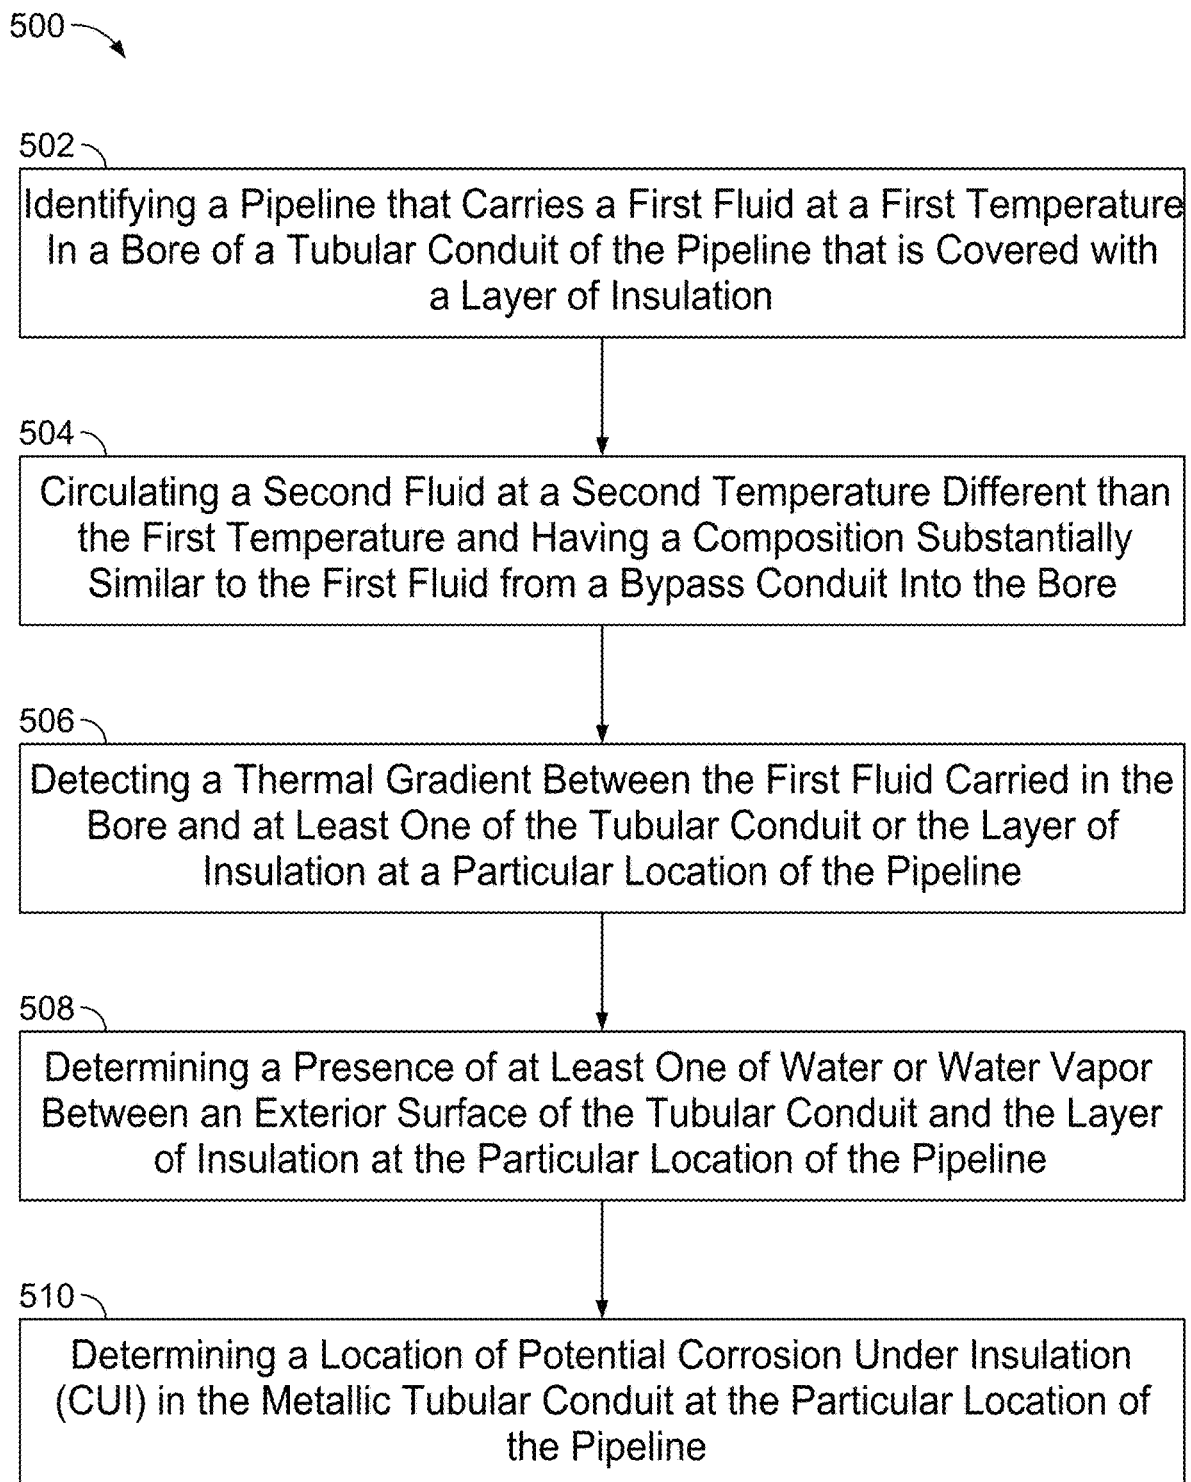 500
502
Identifying a Pipeline that Carries a First Fluid at a First Temperature
In a Bore of a Tubular Conduit of the Pipeline that is Covered with
a Layer of Insulation
504
Circulating a Second Fluid at a Second Temperature Different than
the First Temperature and Having a Composition Substantially
Similar to the First Fluid from a Bypass Conduit Into the Bore
506
Detecting a Thermal Gradient Between the First Fluid Carried in the
Bore and at Least One of the Tubular Conduit or the Layer of
Insulation at a Particular Location of the Pipeline
508
Determining a Presence of at Least One of Water or Water Vapor
Between an Exterior Surface of the Tubular Conduit and the Layer
of Insulation at the Particular Location of the Pipeline
510
Determining a Location of Potential Corrosion Under Insulation
(CUI) in the Metallic Tubular Conduit at the Particular Location of
the Pipeline